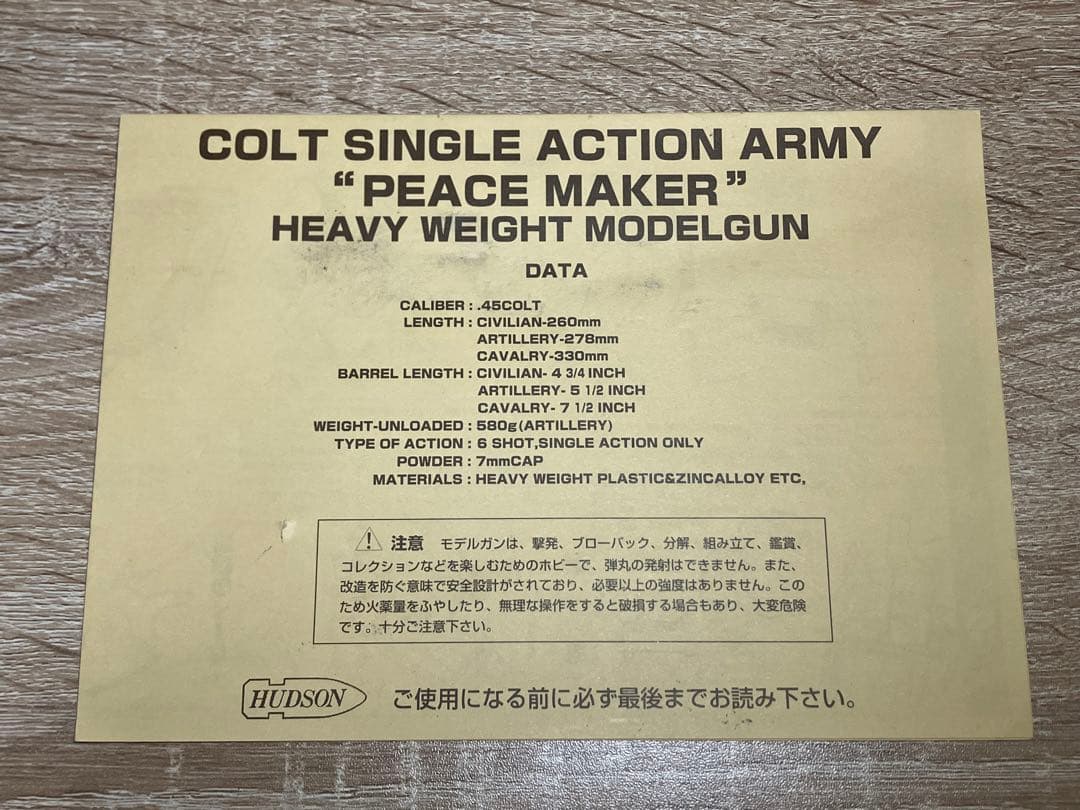 COLT SINGLE ACTION ARMY
“PEACE MAKER”
HEAVY WEIGHT MODELGUN
DATA
CALIBER : .45COLT
LENGTH : CIVILIAN-260mm
ARTILLERY-278mm
CAVALRY-330mm
BARREL LENGTH : CIVILIAN- 4 3/4 INCH
ARTILLERY- 5 1/2 INCH
CAVALRY- 7 1/2 INCH
WEIGHT-UNLOADED : 580g(ARTILLERY)
TYPE OF ACTION : 6 SHOT,SINGLE ACTION ONLY
POWDER : 7mmCAP
MATERIALS : HEAVY WEIGHT PLASTIC&ZINCALLOY ETC,
⚠ 注意 モデルガンは、撃発、ブローバック、分解、組み立て、鑑賞、
コレクションなどを楽しむためのホビーで、弾丸の発射はできません。また、
改造を防ぐ意味で安全設計がされており、必要以上の強度はありません。この
ため火薬量をふやしたり、無理な操作をすると破損する場合もあり、大変危険
です。十分ご注意下さい。
HUDSON ご使用になる前に必ず最後までお読み下さい。